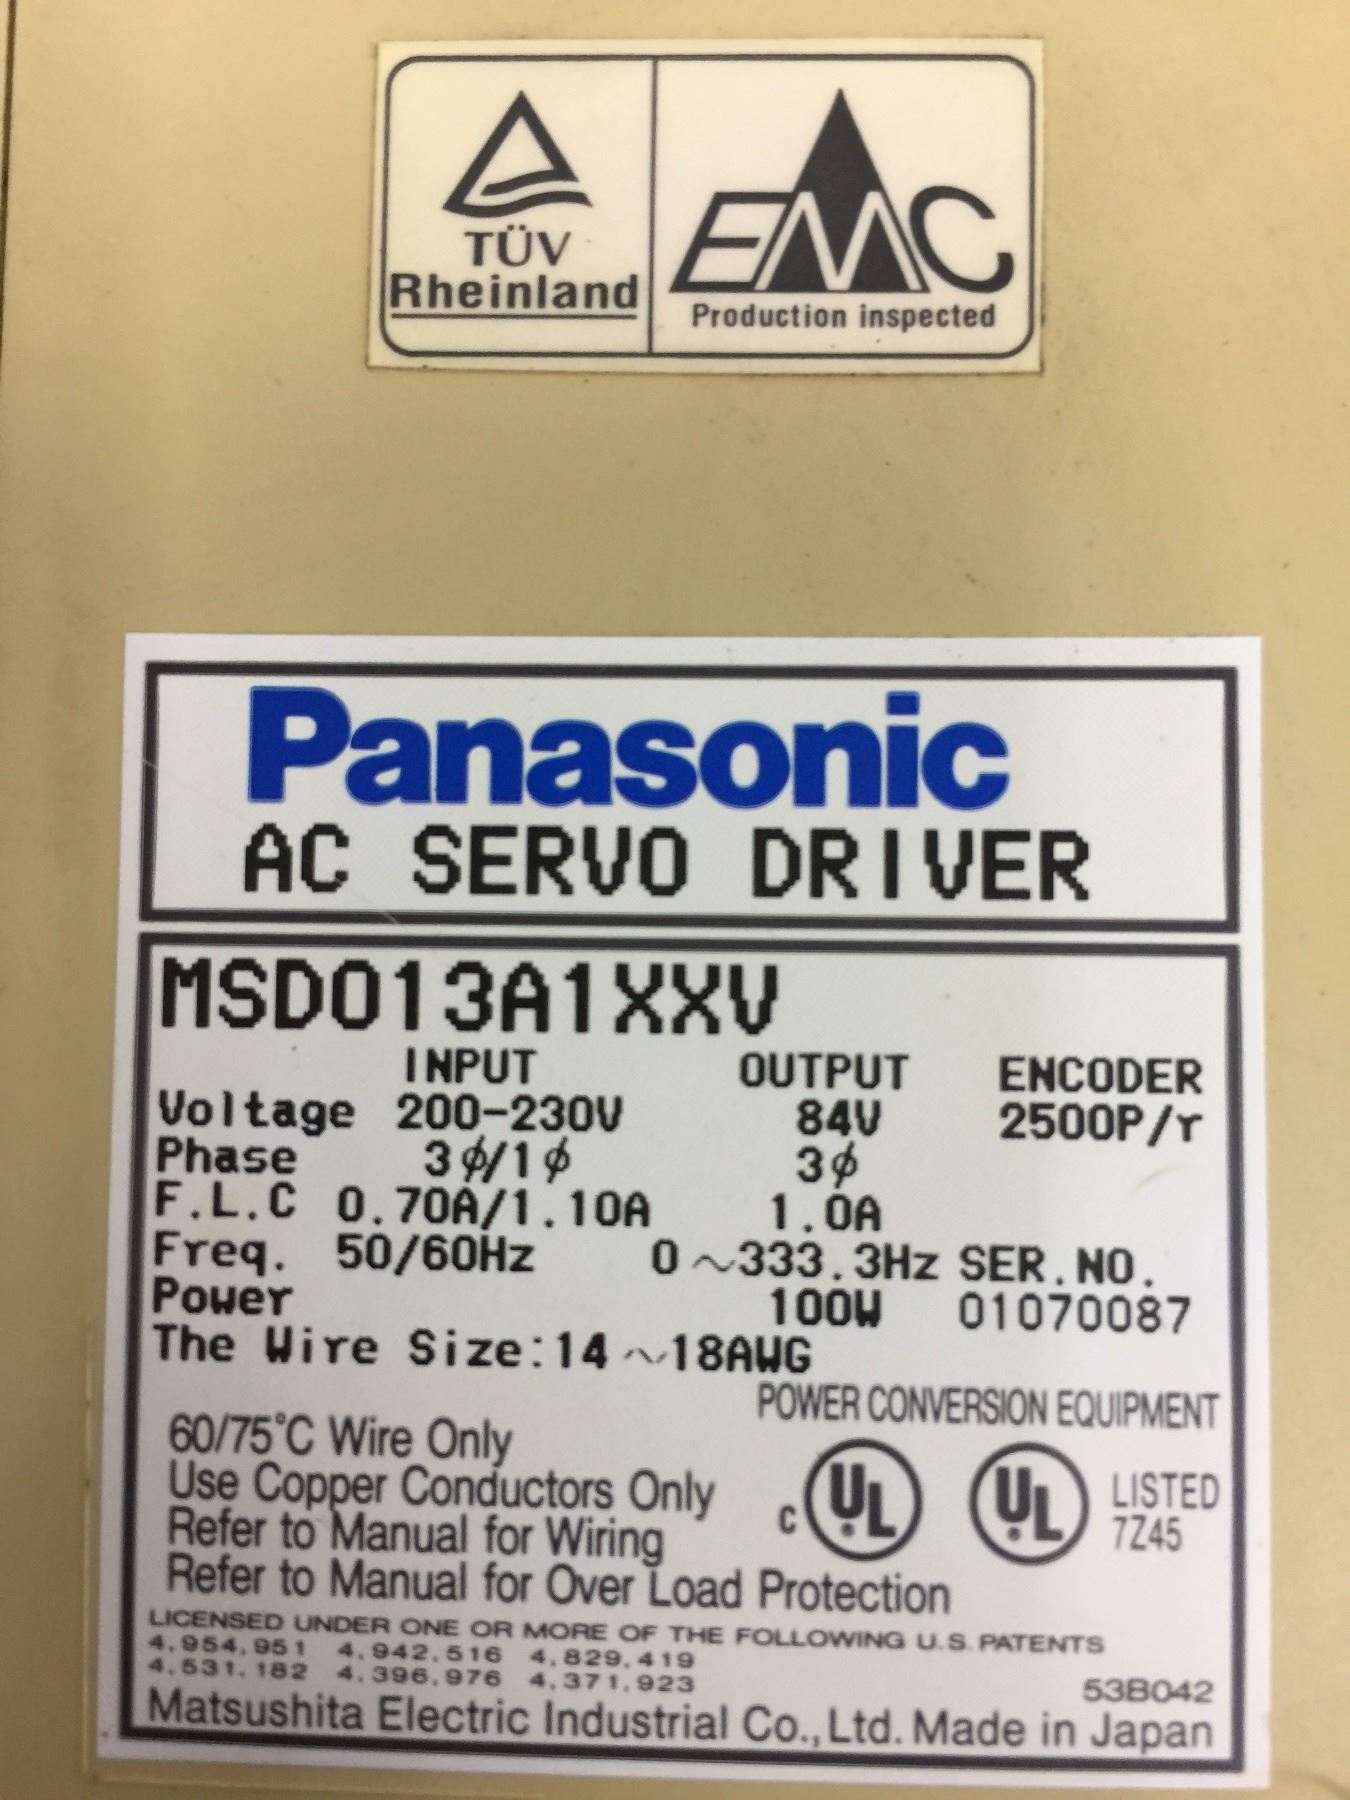 TÜV
Rheinland
EMC
Production inspected
Panasonic
AC SERVO DRIVER
MSD013A1XXV
INPUT OUTPUT ENCODER
Voltage 200-230V 84V 2500P/r
Phase 3ϕ/1ϕ 3ϕ
F.L.C 0.70A/1.10A 1.0A
Freq. 50/60Hz 0~333.3Hz SER.NO.
Power 100W 01070087
The Wire Size:14~18AWG
POWER CONVERSION EQUIPMENT
60/75°C Wire Only
Use Copper Conductors Only
Refer to Manual for Wiring
Refer to Manual for Over Load Protection
c UL UL LISTED
7Z45
LICENSED UNDER ONE OR MORE OF THE FOLLOWING U.S. PATENTS
4,954,951 4,942,516 4,829,419
4,531,182 4,396,976 4,371,923
53B042
Matsushita Electric Industrial Co.,Ltd. Made in Japan